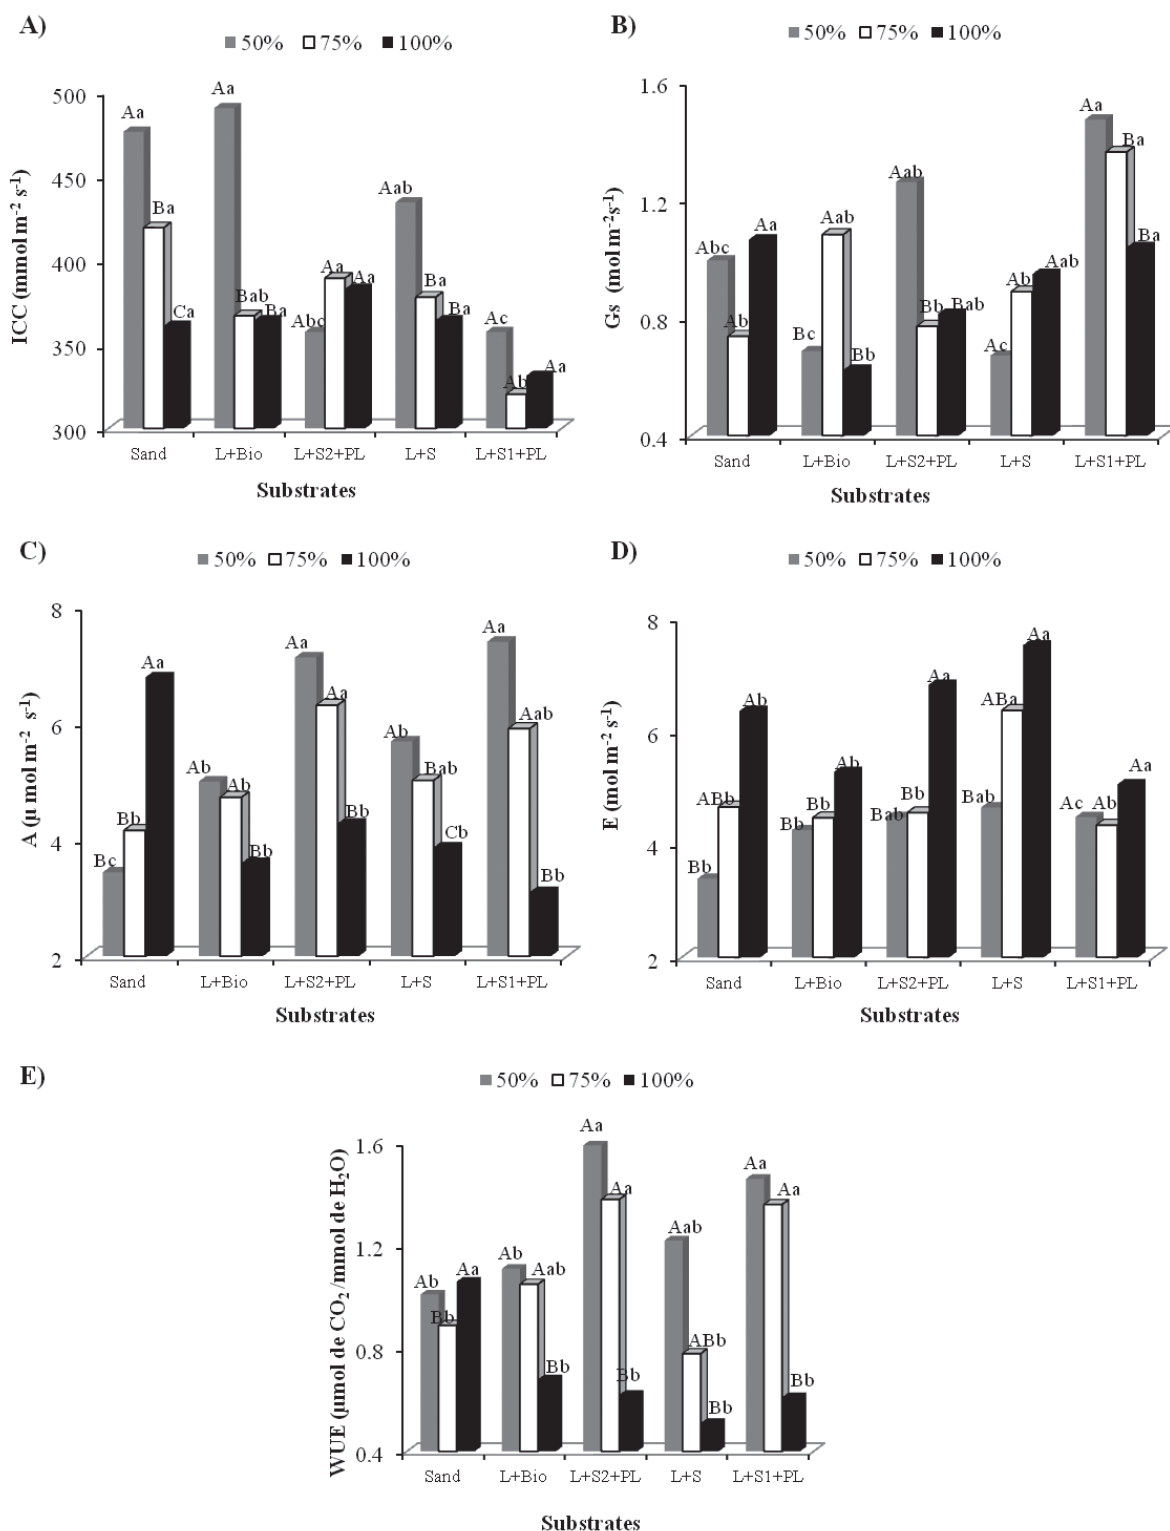 A)
50% 75% 100%
ICC (mmol m⁻² s⁻¹)
500
450
400
350
300
Aa Ba Ca
Aa Bab Ba
Abc Aa Aa
Aab Ba Ba
Ac Ab Aa
Sand L+Bio L+S2+PL L+S L+S1+PL
Substrates
B)
50% 75% 100%
Gs (mol m⁻²s⁻¹)
1.6
1.2
0.8
0.4
Abc Ab Aa
Bc Aab Bb
Aab Bb Bab
Ac Ab Aab
Aa Ba Ba
Sand L+Bio L+S2+PL L+S L+S1+PL
Substrates
C)
50% 75% 100%
A (µ mol m⁻² s⁻¹)
8
6
4
2
Bc Bb Aa
Ab Ab Bb
Aa Aa Bb
Ab Bab Cb
Aa Aab Bb
Sand L+Bio L+S2+PL L+S L+S1+PL
Substrates
D)
50% 75% 100%
E (mol m⁻² s⁻¹)
8
6
4
2
Bb ABb Ab
Bb Bb Ab
Bab Bb Aa
Bab ABa Aa
Ac Ab Aa
Sand L+Bio L+S2+PL L+S L+S1+PL
Substrates
E)
50% 75% 100%
WUE (µmol de CO₂ /mmol de H₂O)
1.6
1.2
0.8
0.4
Ab Bb Aa
Ab Aab Bb
Aa Aa Bb
Aab ABb Bb
Aa Aa Bb
Sand L+Bio L+S2+PL L+S L+S1+PL
Substrates